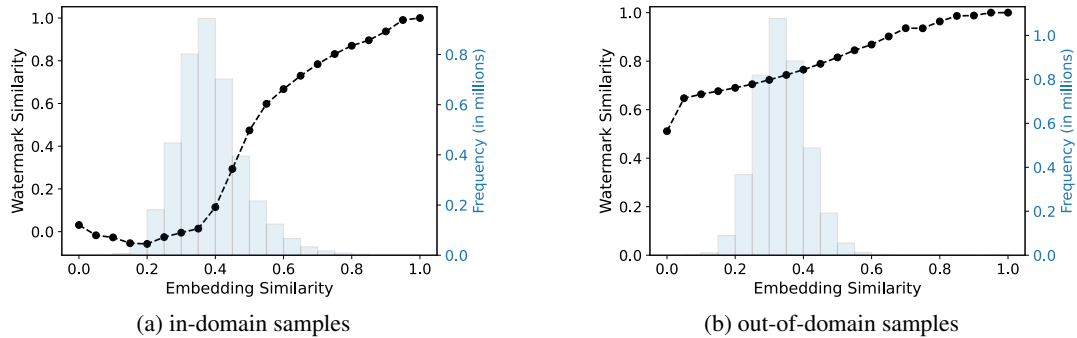 1.0
0.8
0.6
0.4
0.2
0.0
Watermark Similarity
0.8
0.6
0.4
0.2
0.0
Frequency (in millions)
0.0 0.2 0.4 0.6 0.8 1.0
Embedding Similarity
(a) in-domain samples
1.0
0.8
0.6
0.4
0.2
0.0
Watermark Similarity
1.0
0.8
0.6
0.4
0.2
0.0
Frequency (in millions)
0.0 0.2 0.4 0.6 0.8 1.0
Embedding Similarity
(b) out-of-domain samples